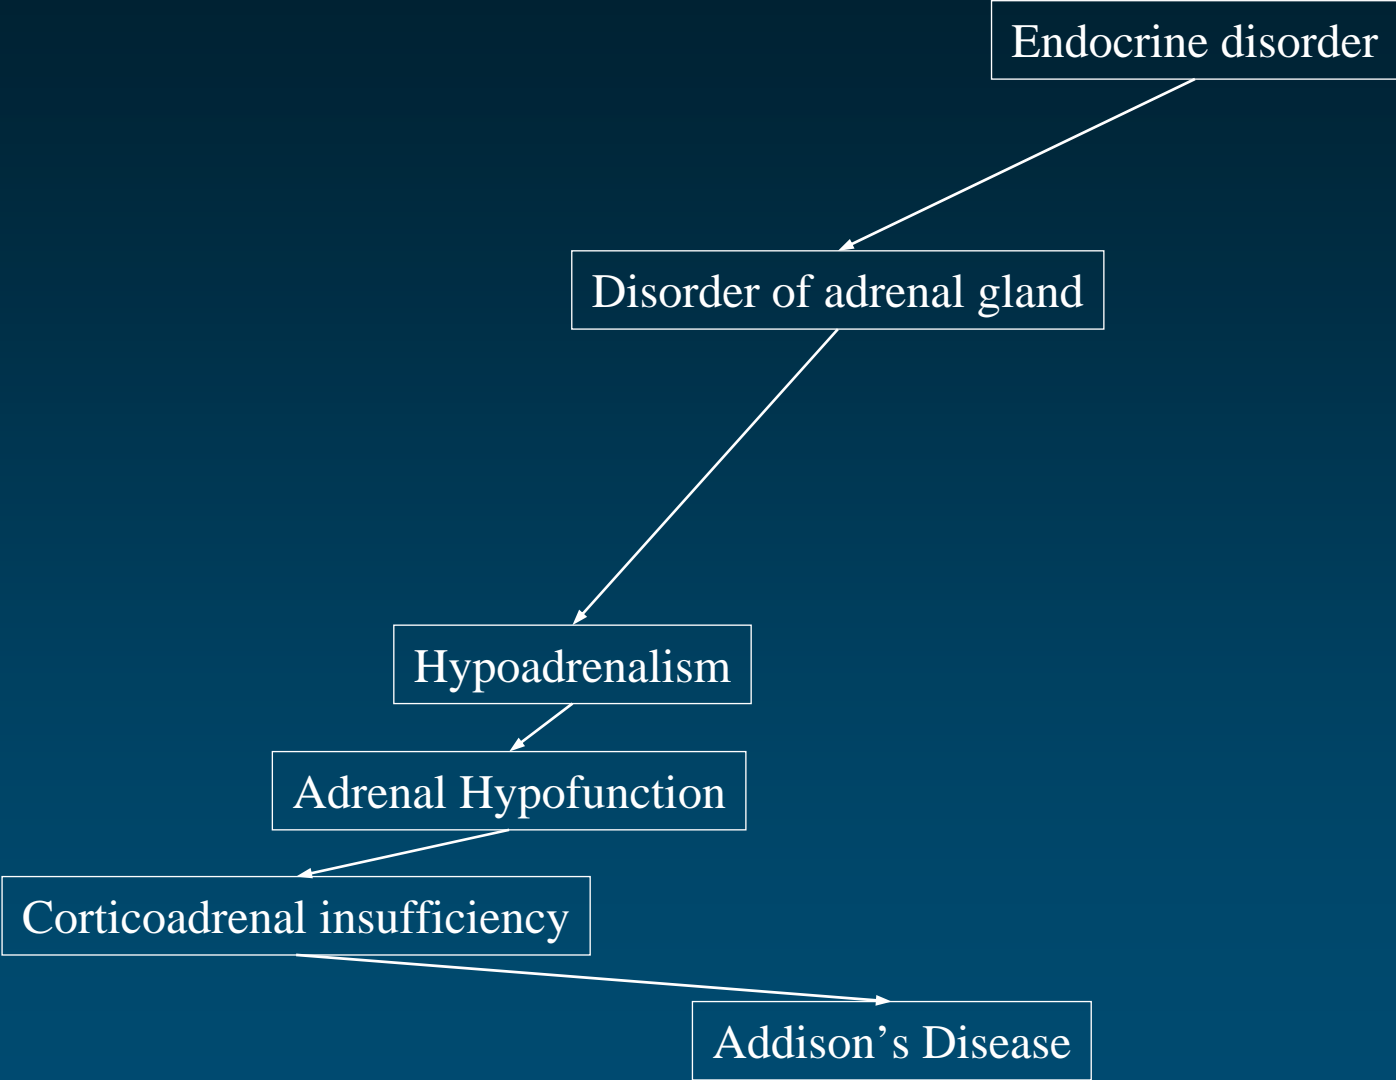 Endocrine disorder
Disorder of adrenal gland
Hypoadrenalism
Adrenal Hypofunction
Corticoadrenal insufficiency
Addison’s Disease